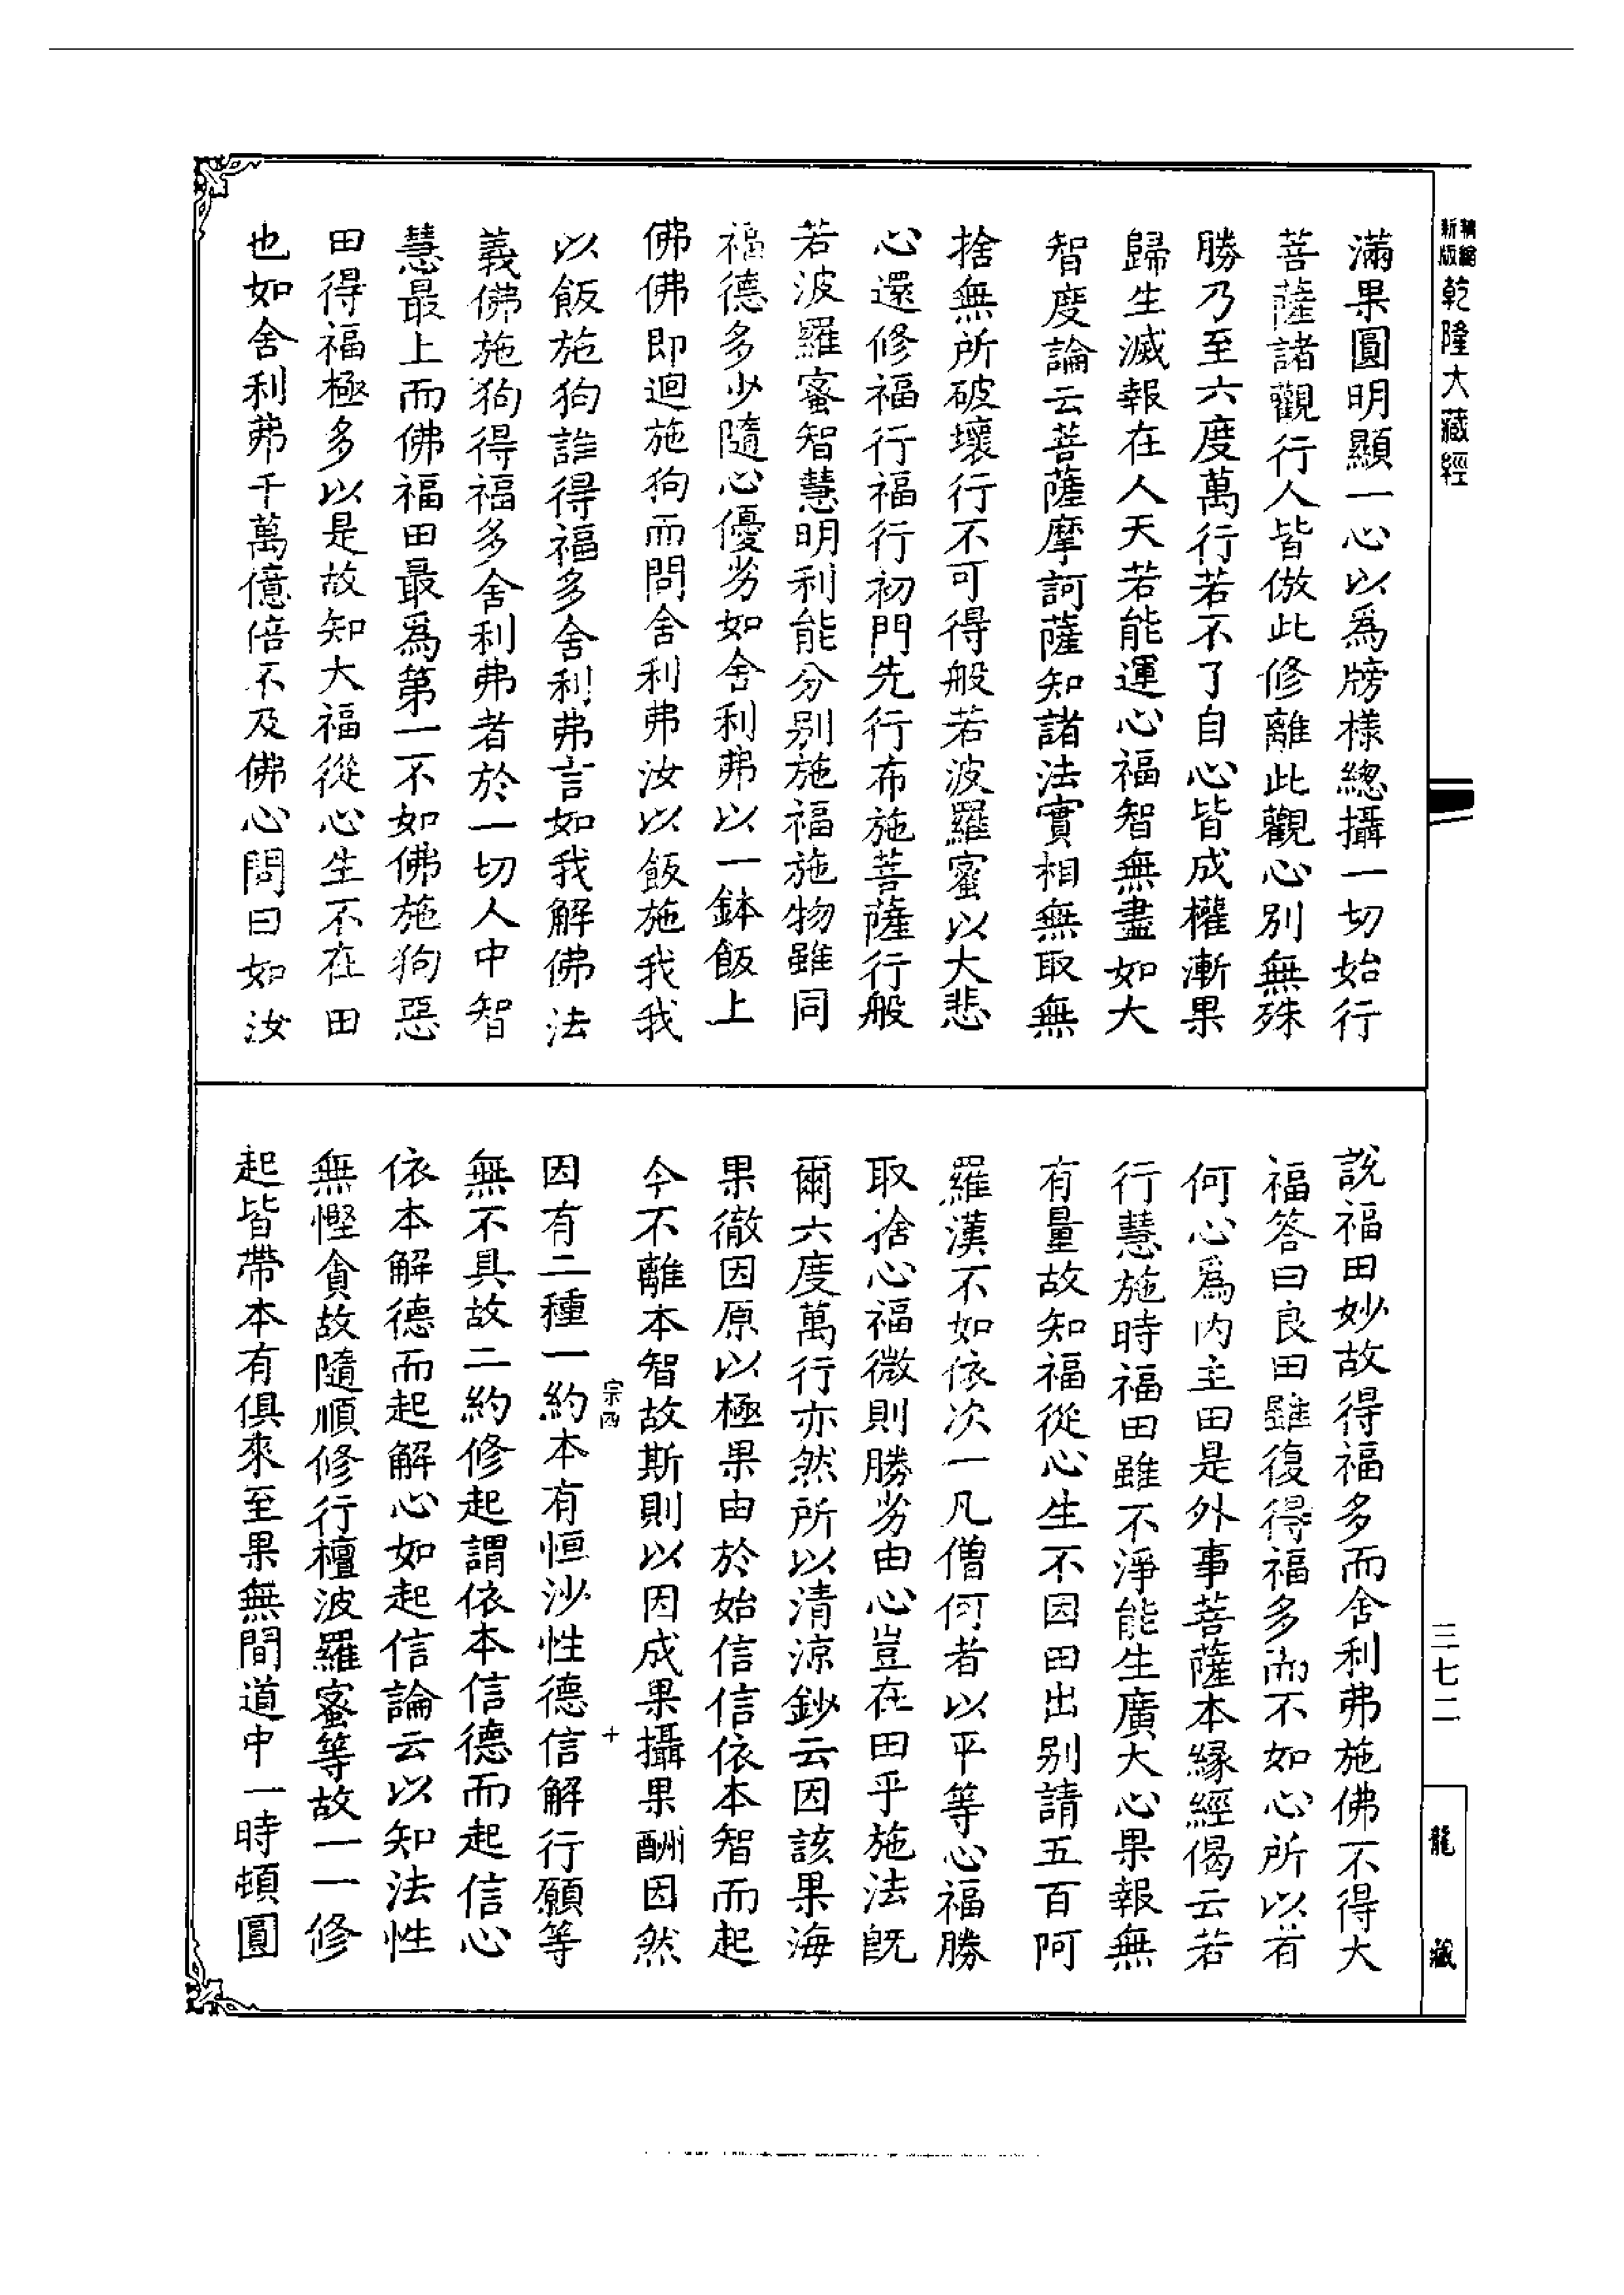 新版精縮乾隆大藏經
滿果圓明顯一心以爲牓樣總攝一切始行
菩薩諸觀行人皆倣此修離此觀心別無殊
勝乃至六度萬行若不了自心皆成權漸果
歸生滅報在人天若能運心福智無盡如大
智度論云菩薩摩訶薩知諸法實相無取無
捨無所破壞行不可得般若波羅蜜以大悲
心還修福行福行初門先行布施菩薩行般
若波羅蜜智慧明利能分別施福施物雖同
福德多少隨心優劣如舍利弗以一鉢飯上
佛佛即迴施狗而問舍利弗汝以飯施我我
以飯施狗誰得福多舍利弗言如我解佛法
義佛施狗得福多舍利弗者於一切人中智
慧最上而佛福田最爲第一不如佛施狗惡
田得福極多以是故知大福從心生不在田
也如舍利弗千萬億倍不及佛心問曰如汝
說福田妙故得福多而舍利弗施佛不得大
福答曰良田雖復得福多而不如心所以者
何心爲內主田是外事菩薩本緣經偈云若
行慧施時福田雖不淨能生廣大心果報無
有量故知福從心生不因田出別請五百阿
羅漢不如依次一凡僧何者以平等心福勝
取捨心福微則勝劣由心豈在田乎施法既
爾六度萬行亦然所以清涼鈔云因該果海
果徹因原以極果由於始信信依本智而起
今不離本智故斯則以因成果攝果酬因然
宗西 十
因有二種一約本有恒沙性德信解行願等
無不具故二約修起謂依本信德而起信心
依本解德而起解心如起信論云以知法性
無慳貪故隨順修行檀波羅蜜等故一一修
起皆帶本有俱來至果無間道中一時頓圓
三七二
龍藏